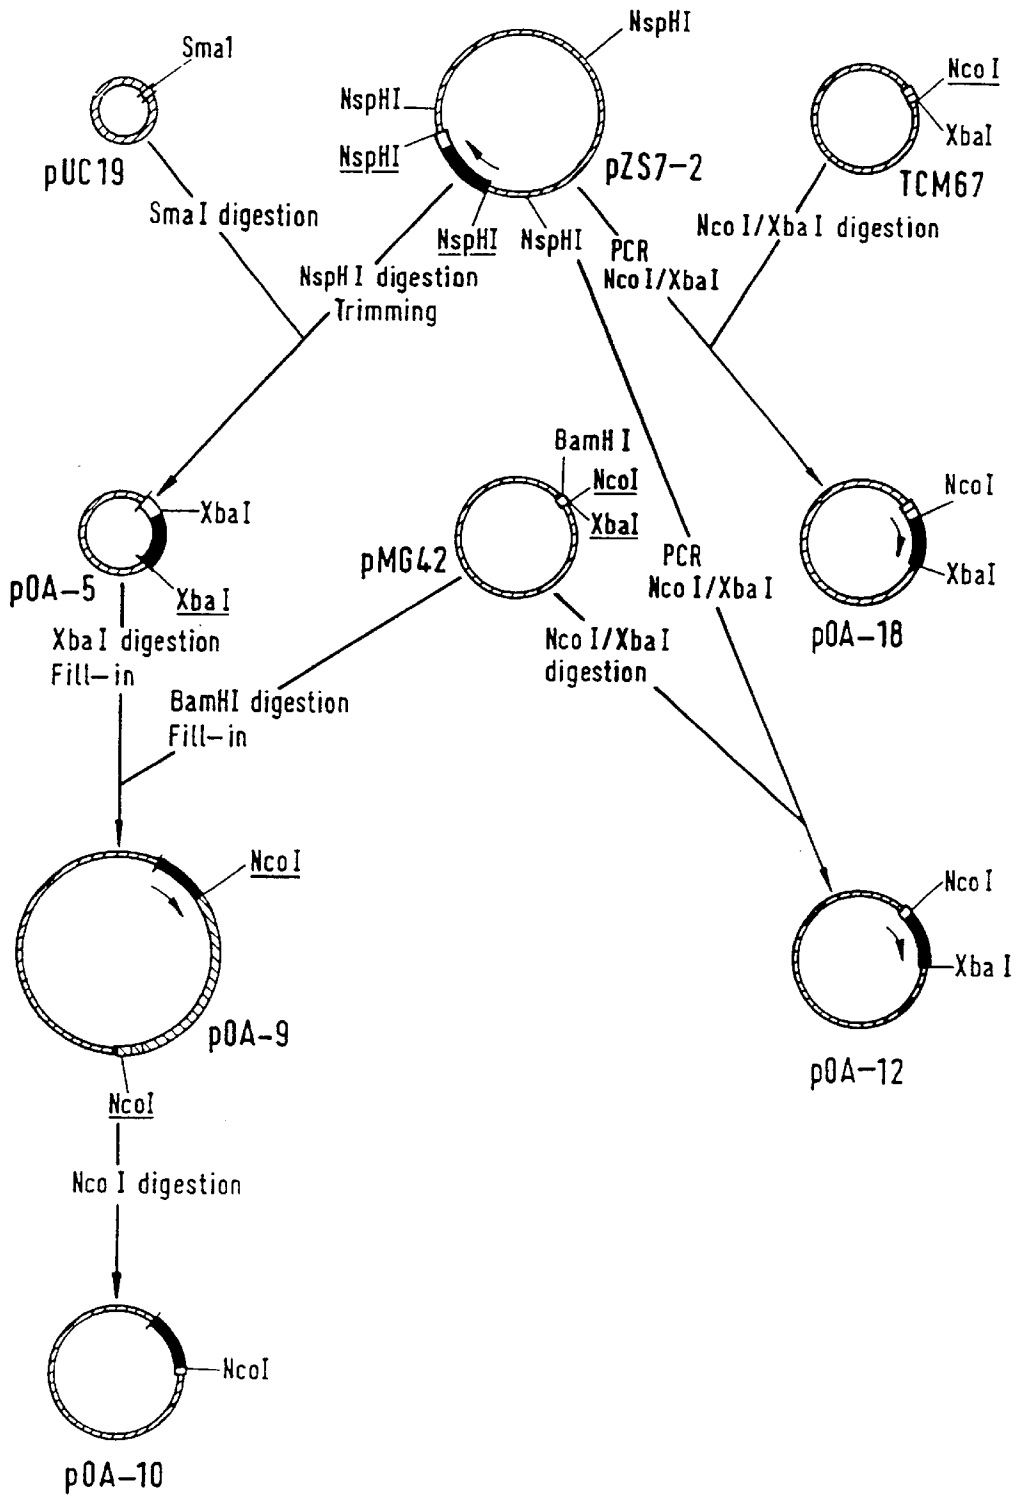 Sma1
pUC19
SmaI digestion
NspHI
NspHI
NspHI
NspHI
NspHI
pZS7-2
NspHI digestion
Trimming
PCR
NcoI/XbaI
NcoI
XbaI
TCM67
NcoI/XbaI digestion
XbaI
XbaI
pOA-5
XbaI digestion
Fill-in
BamHI
NcoI
XbaI
pMG42
BamHI digestion
Fill-in
NcoI/XbaI
digestion
PCR
NcoI/XbaI
NcoI
XbaI
pOA-18
NcoI
pOA-9
NcoI
NcoI digestion
NcoI
XbaI
pOA-12
NcoI
pOA-10